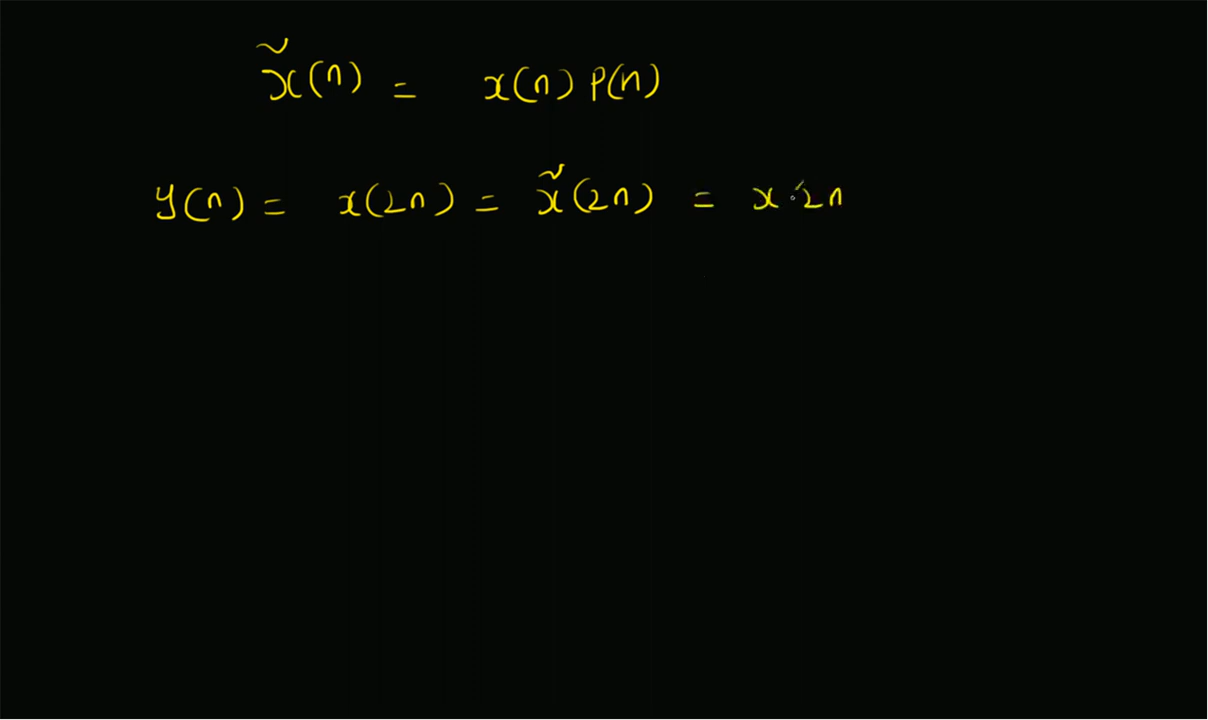 x̃(n) = x(n) P(n)
y(n) = x(2n) = x̃(2n) = x 2n